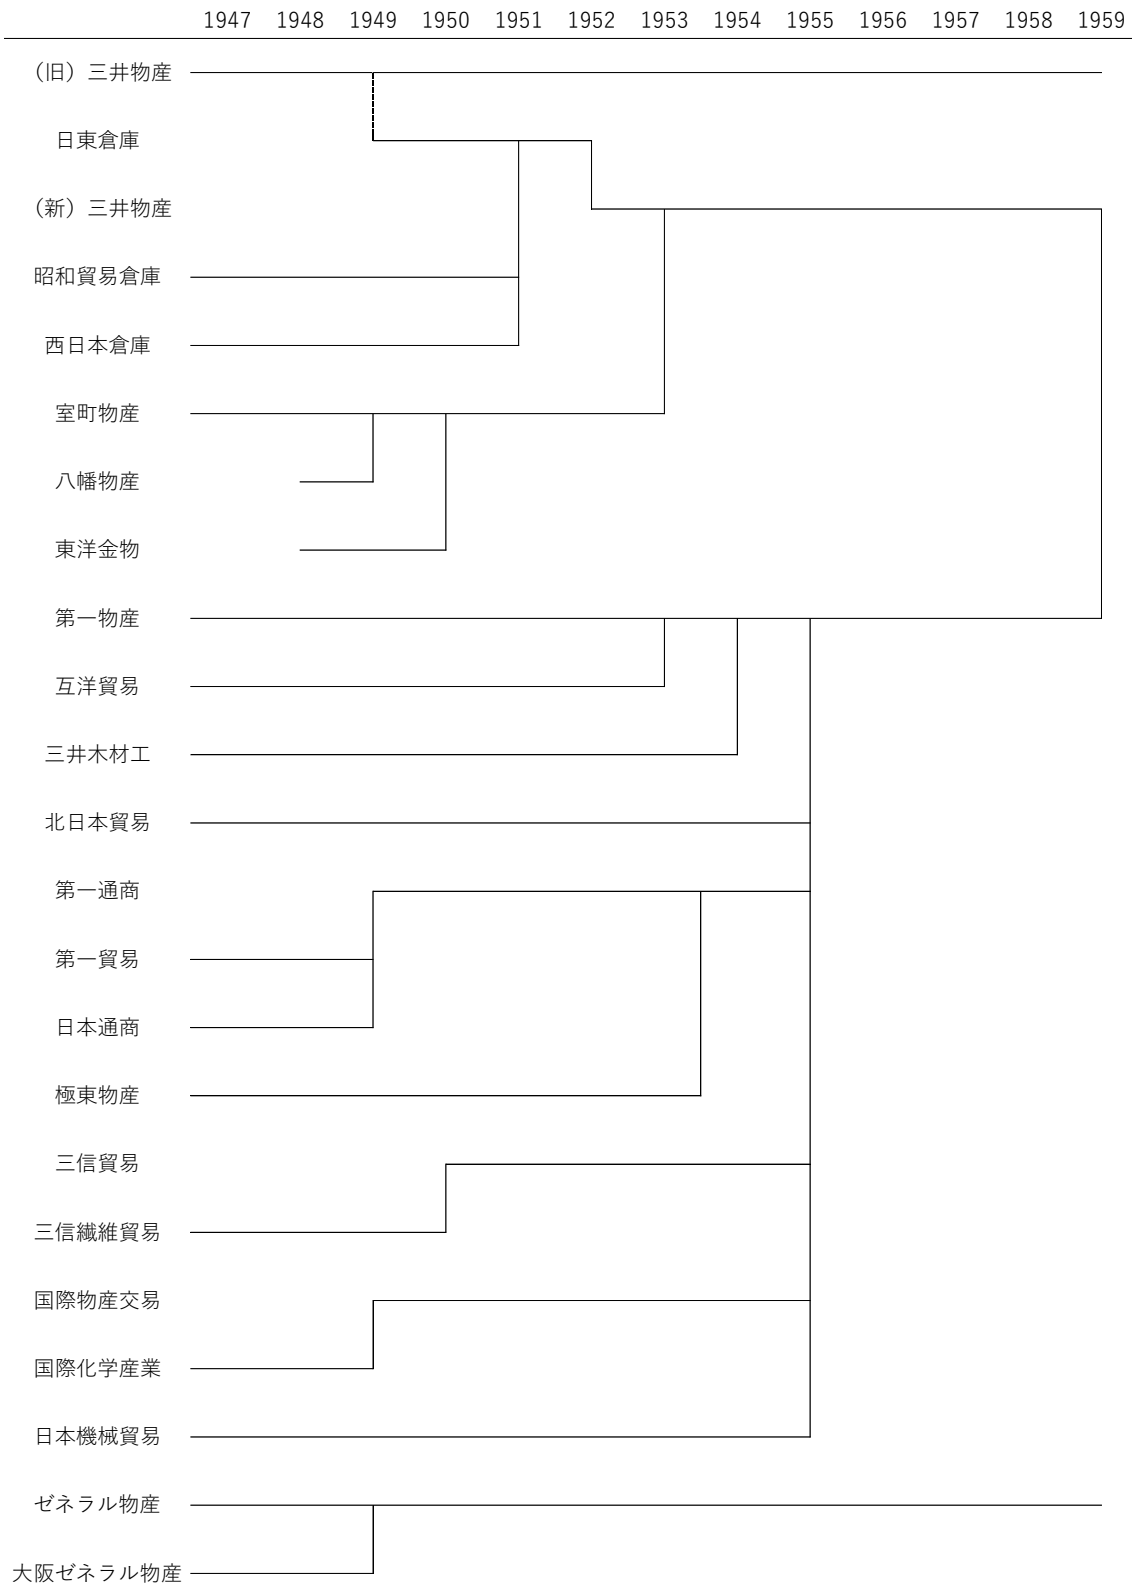 1947 1948 1949 1950 1951 1952 1953 1954 1955 1956 1957 1958 1959
（旧）三井物産
日東倉庫
（新）三井物産
昭和貿易倉庫
西日本倉庫
室町物産
八幡物産
東洋金物
第一物産
互洋貿易
三井木材工
北日本貿易
第一通商
第一貿易
日本通商
極東物産
三信貿易
三信繊維貿易
国際物産交易
国際化学産業
日本機械貿易
ゼネラル物産
大阪ゼネラル物産